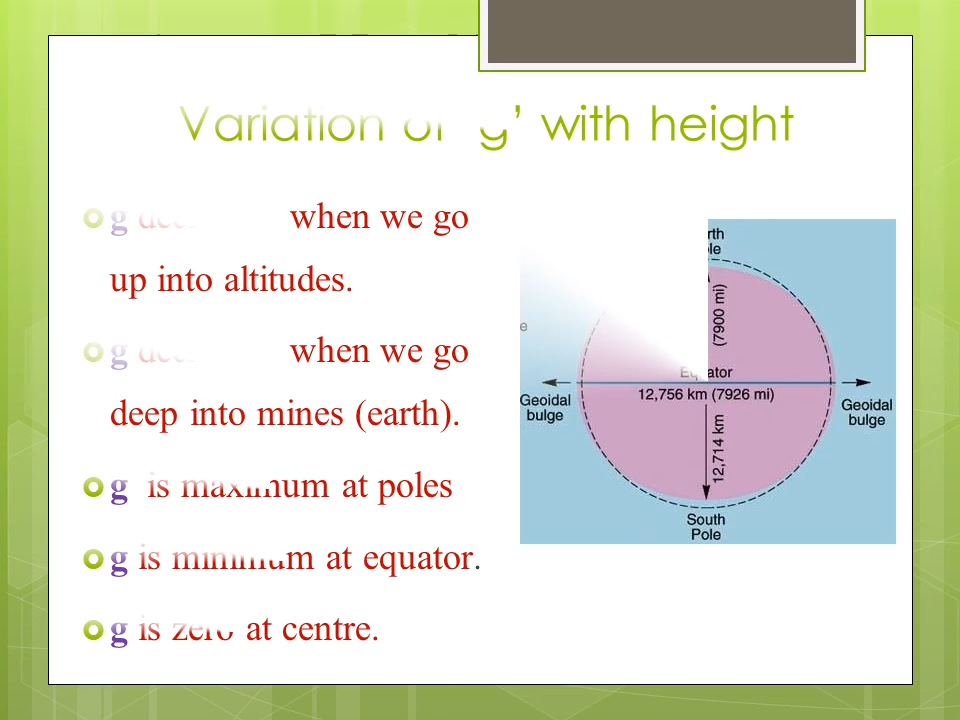 Variation of 'g' with height
g when we go
up into altitudes.
g when we go
deep into mines (earth).
g is maximum at poles
g is minimum at equator.
g is zero at centre.
(7900 mi)
Equator
12,756 km (7926 mi)
Geoidal
bulge
Geoidal
bulge
12,714 km
South
Pole